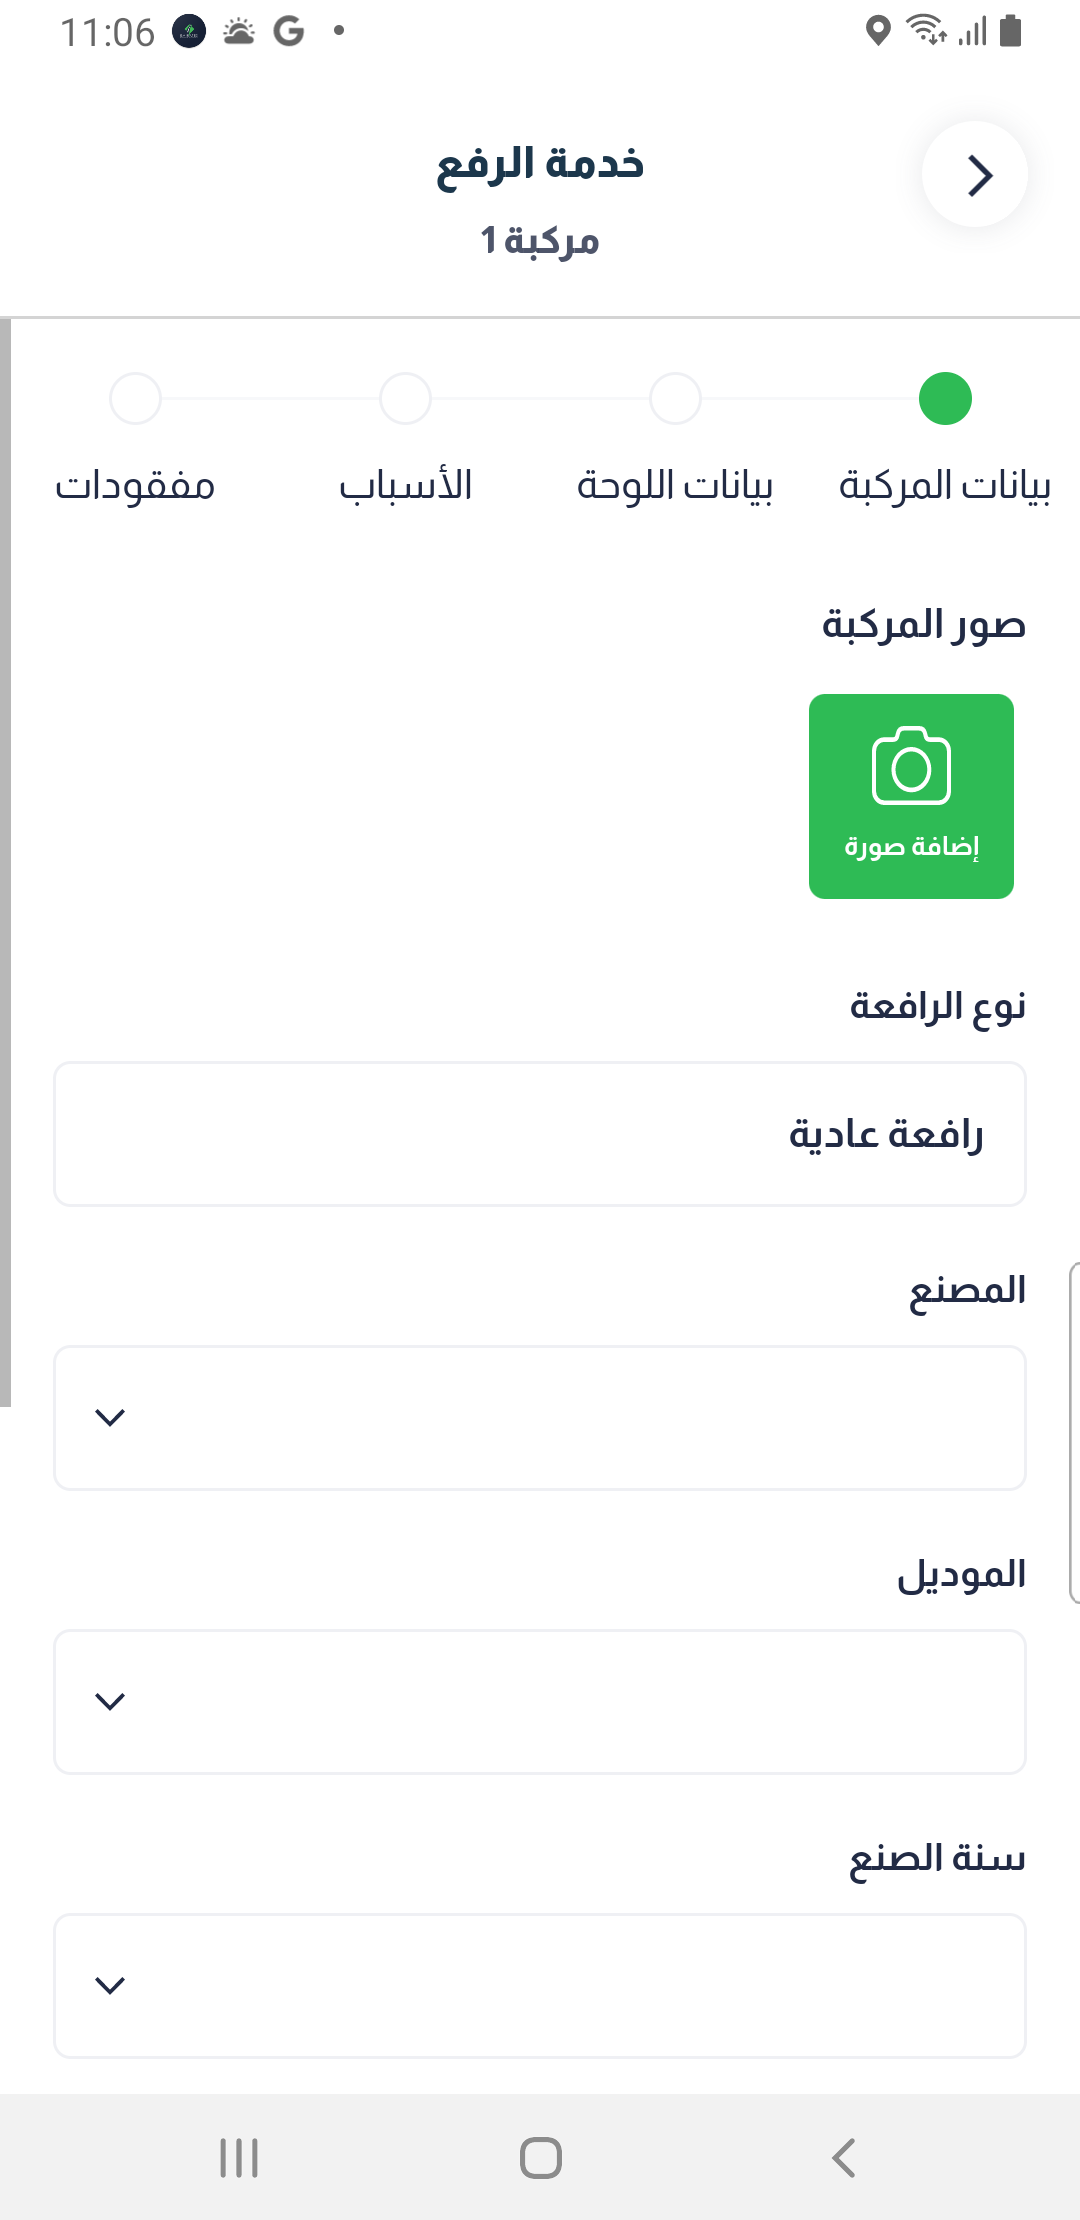 11:06
خدمة الرفع
مركبة 1
بيانات المركبة
بيانات اللوحة
الأسباب
مفقودات
صور المركبة
إضافة صورة
نوع الرافعة
رافعة عادية
المصنع
الموديل
سنة الصنع